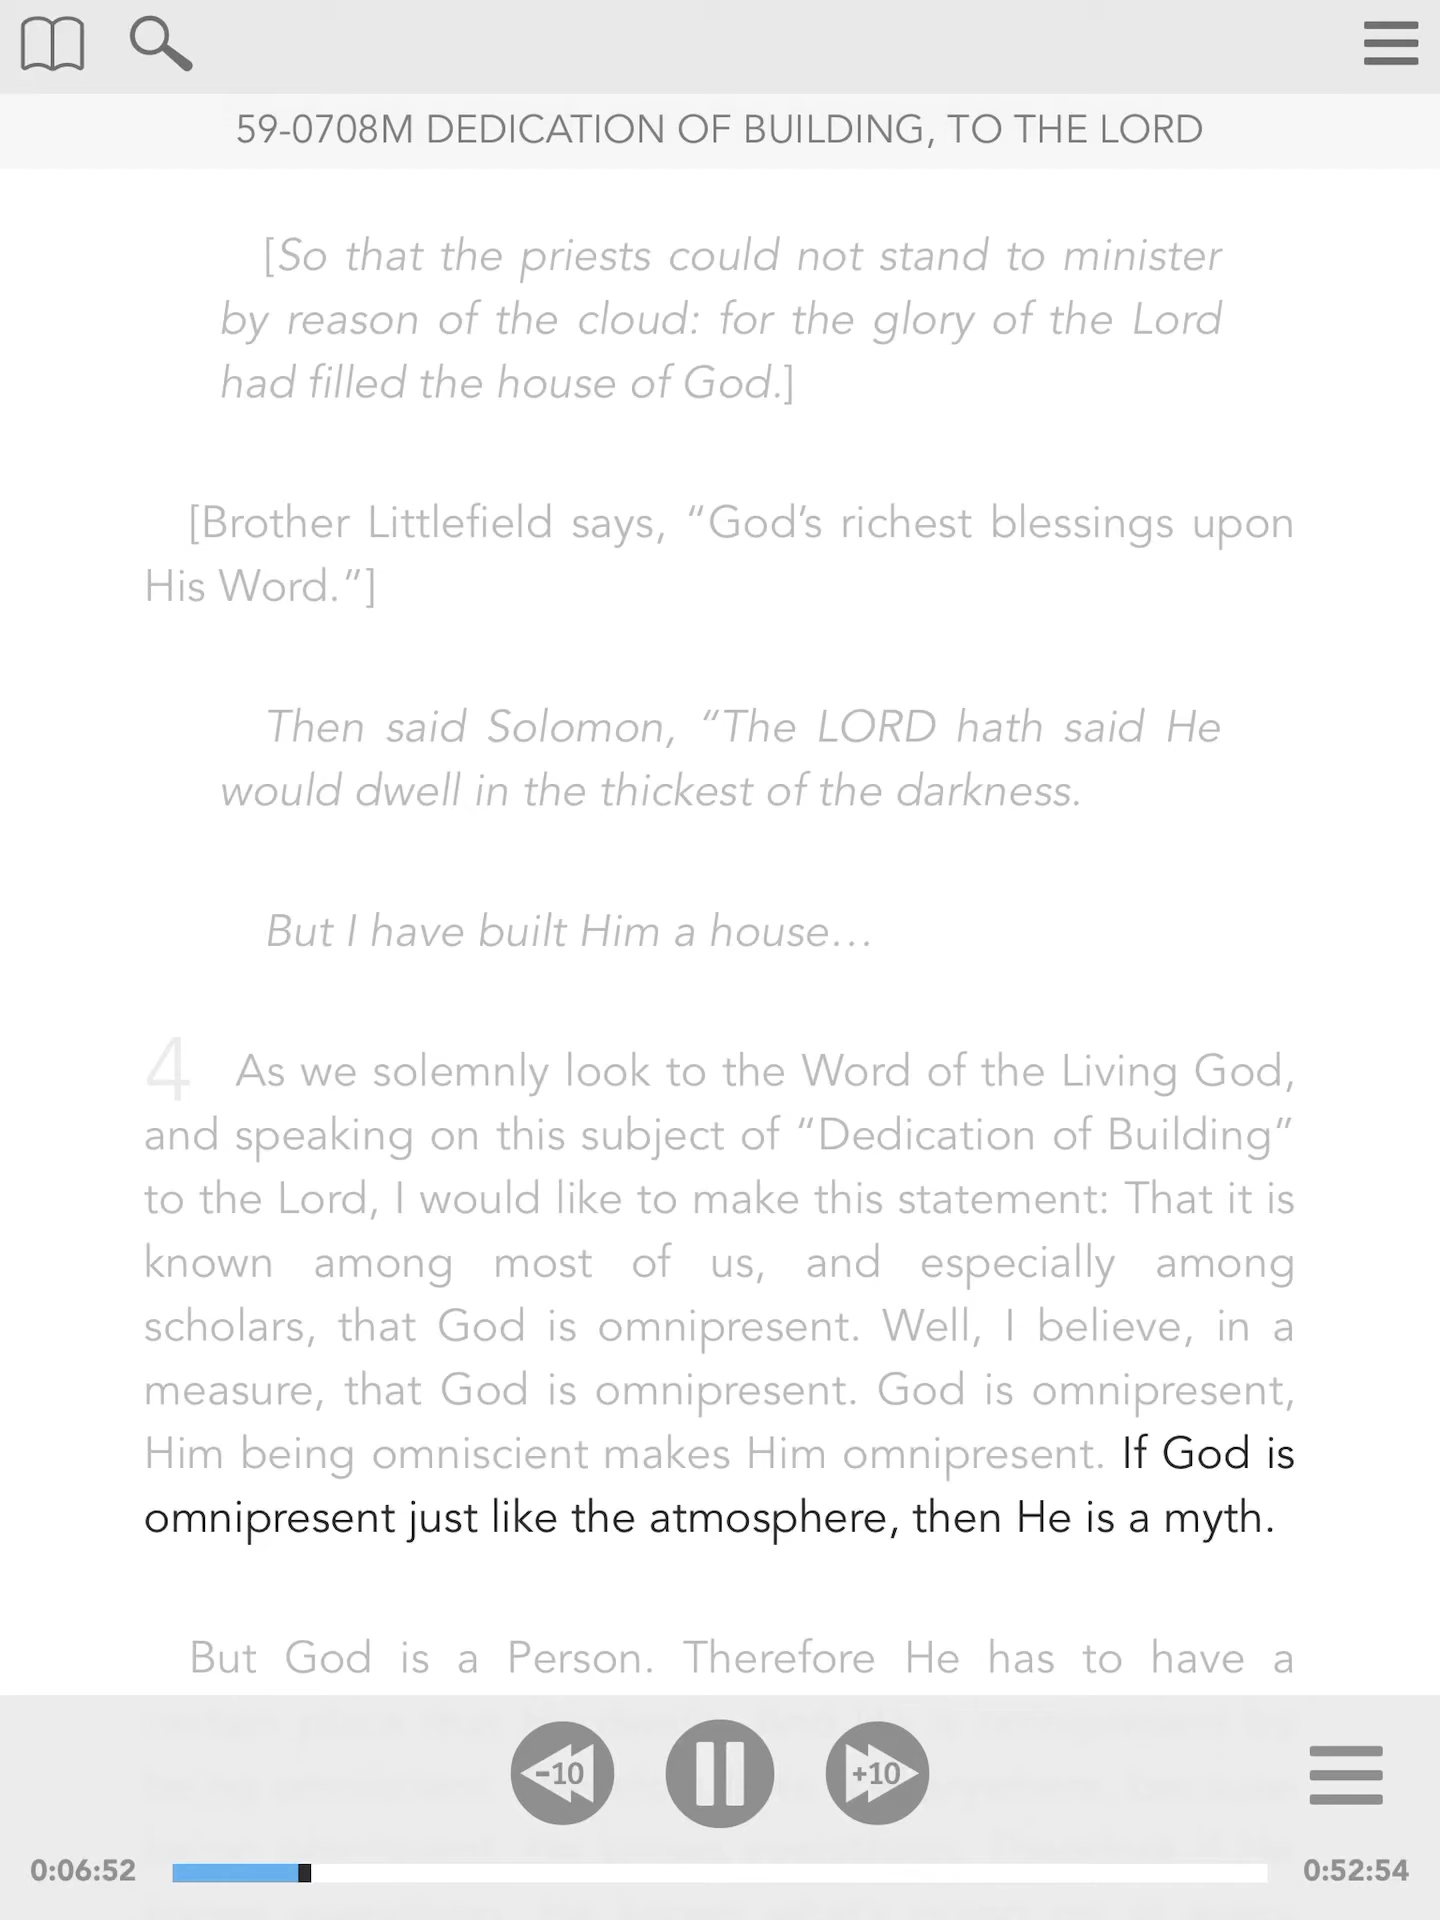 59-0708M DEDICATION OF BUILDING, TO THE LORD
[So that the priests could not stand to minister
by reason of the cloud: for the glory of the Lord
had filled the house of God.]
[Brother Littlefield says, “God’s richest blessings upon
His Word.”]
Then said Solomon, “The LORD hath said He
would dwell in the thickest of the darkness.
But I have built Him a house…
4 As we solemnly look to the Word of the Living God,
and speaking on this subject of “Dedication of Building”
to the Lord, I would like to make this statement: That it is
known among most of us, and especially among
scholars, that God is omnipresent. Well, I believe, in a
measure, that God is omnipresent. God is omnipresent,
Him being omniscient makes Him omnipresent. If God is
omnipresent just like the atmosphere, then He is a myth.
But God is a Person. Therefore He has to have a
-10 +10
0:06:52 0:52:54